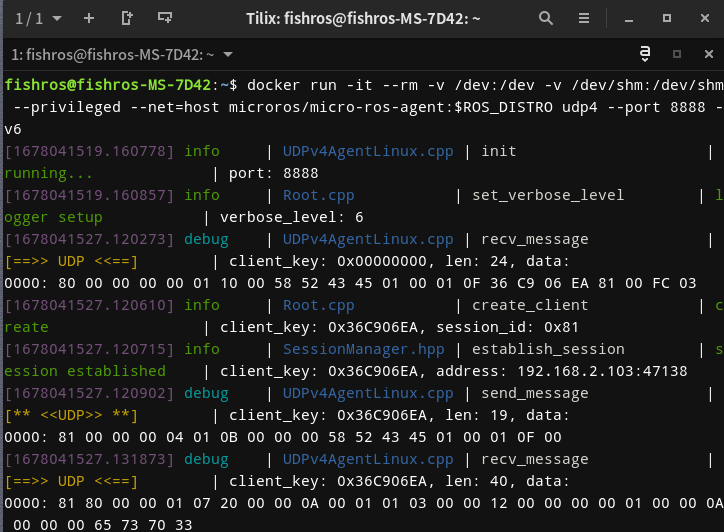 1 / 1
Tilix: fishros@fishros-MS-7D42: ~
1: fishros@fishros-MS-7D42: ~
fishros@fishros-MS-7D42:~$ docker run -it --rm -v /dev:/dev -v /dev/shm:/dev/shm
--privileged --net=host microros/micro-ros-agent:$ROS_DISTRO udp4 --port 8888 -
v6
[1678041519.160778] info | UDPv4AgentLinux.cpp | init |
running... | port: 8888
[1678041519.160857] info | Root.cpp | set_verbose_level | l
ogger setup | verbose_level: 6
[1678041527.120273] debug | UDPv4AgentLinux.cpp | recv_message |
[==>> UDP <<==] | client_key: 0x00000000, len: 24, data:
0000: 80 00 00 00 00 01 10 00 58 52 43 45 01 00 01 0F 36 C9 06 EA 81 00 FC 03
[1678041527.120610] info | Root.cpp | create_client | c
reate | client_key: 0x36C906EA, session_id: 0x81
[1678041527.120715] info | SessionManager.hpp | establish_session | s
ession established | client_key: 0x36C906EA, address: 192.168.2.103:47138
[1678041527.120902] debug | UDPv4AgentLinux.cpp | send_message |
[** <<UDP>> **] | client_key: 0x36C906EA, len: 19, data:
0000: 81 00 00 00 04 01 0B 00 00 00 58 52 43 45 01 00 01 0F 00
[1678041527.131873] debug | UDPv4AgentLinux.cpp | recv_message |
[==>> UDP <<==] | client_key: 0x36C906EA, len: 40, data:
0000: 81 80 00 00 01 07 20 00 00 0A 00 01 01 03 00 00 12 00 00 00 00 01 00 00 0A
00 00 00 65 73 70 33